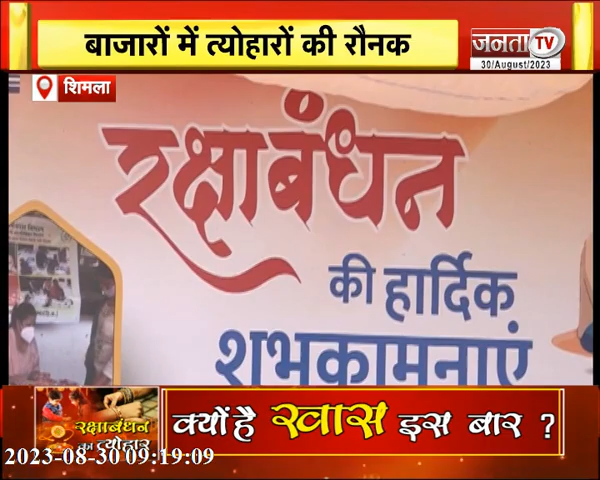 बाजारों में त्योहारों की रौनक
जनता TV
30/August/2023
शिमला
रक्षाबंधन
की हार्दिक
शुभकामनाएं
रक्षाबंधन
का त्योहार
क्यों है खास इस बार ?
2023-08-30 09:19:09